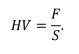 HV = F/S.